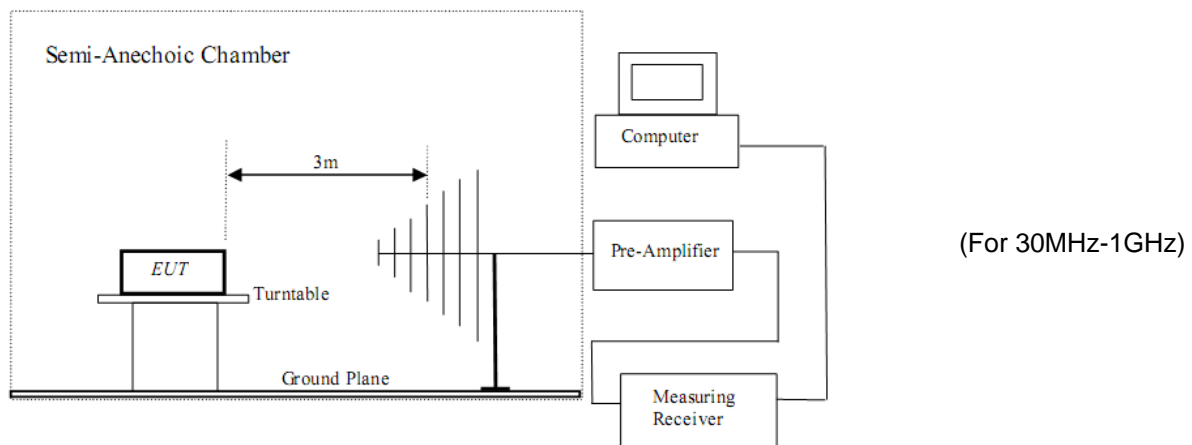 Semi-Anechoic Chamber
3m
EUT
Turntable
Ground Plane
Computer
Pre-Amplifier
Measuring
Receiver
(For 30MHz-1GHz)